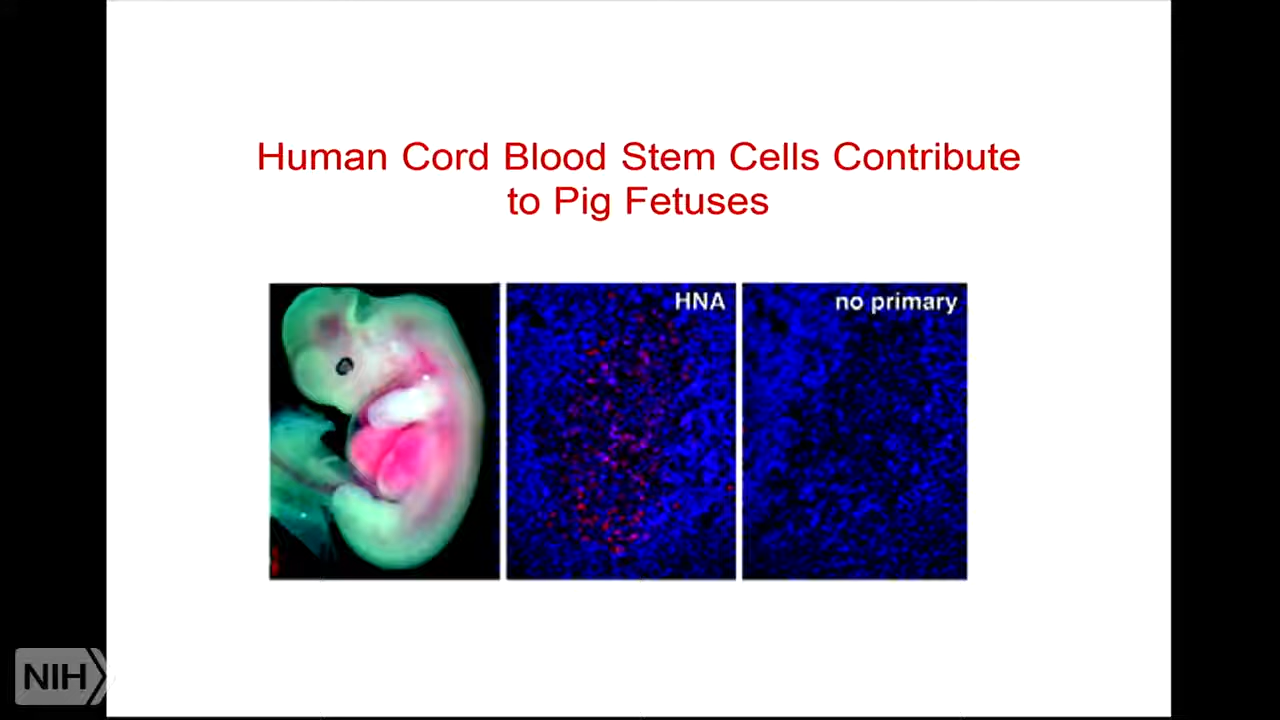 Human Cord Blood Stem Cells Contribute
to Pig Fetuses
HNA
no primary
NIH